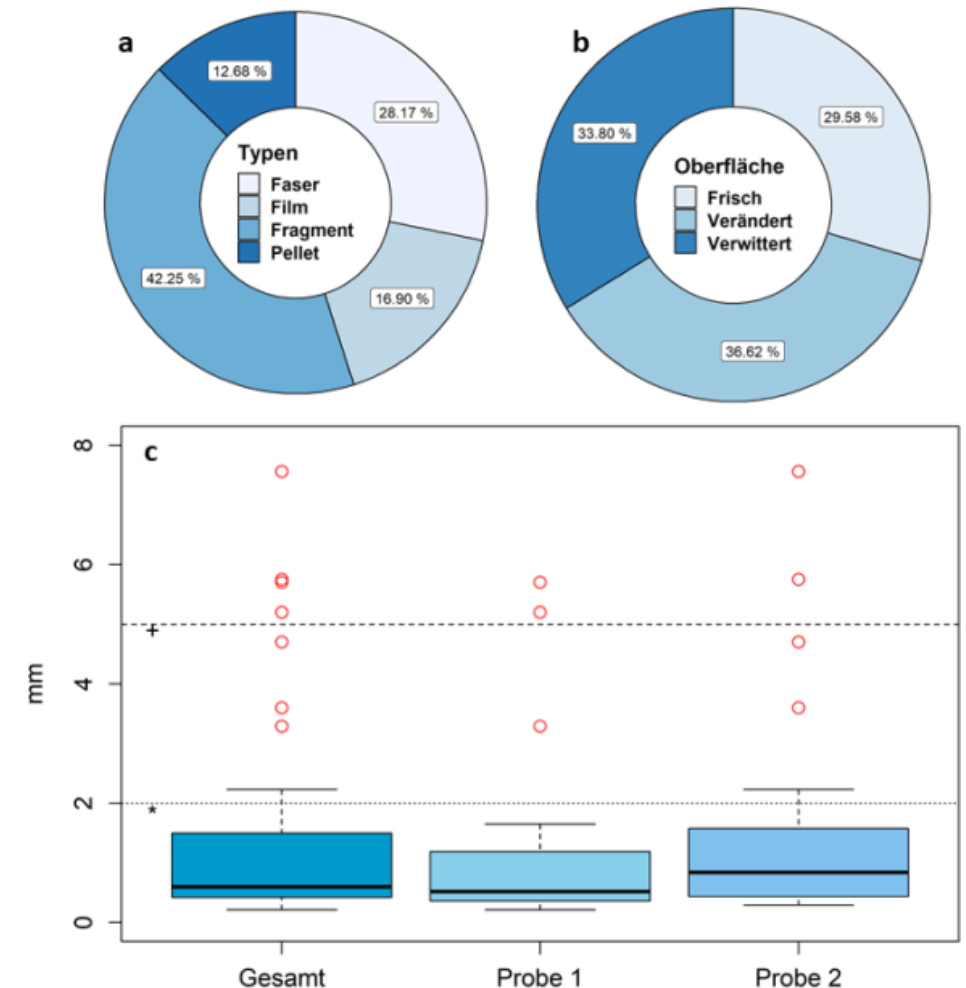 a
12.68 %
28.17 %
42.25 %
16.90 %
Typen
Faser
Film
Fragment
Pellet
b
33.80 %
29.58 %
36.62 %
Oberfläche
Frisch
Verändert
Verwittert
c
mm
8
6
4
2
0
+
*
Gesamt
Probe 1
Probe 2